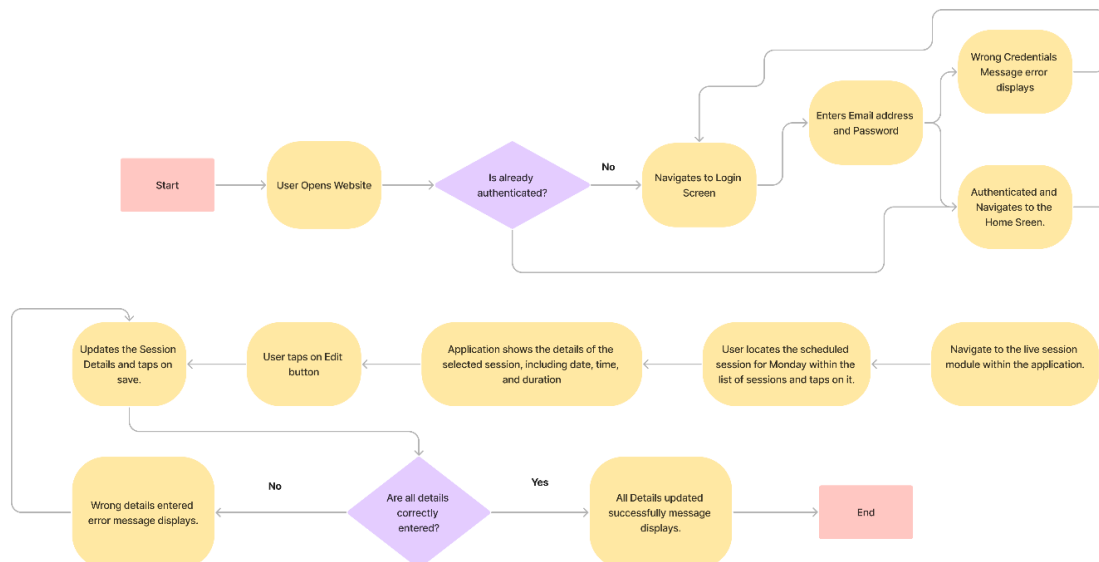 Start
User Opens Website
Is already
authenticated?
No
Navigates to Login
Screen
Enters Email address
and Password
Wrong Credentials
Message error
displays
Authenticated and
Navigates to the
Home Sreen.
Updates the Session
Details and taps on
save.
User taps on Edit
button
Application shows the details of the
selected session, including date, time,
and duration
User locates the scheduled
session for Monday within the
list of sessions and taps on it.
Navigate to the live session
module within the application.
Wrong details entered
error message displays.
No
Are all details
correctly
entered?
Yes
All Details updated
successfully message
displays.
End